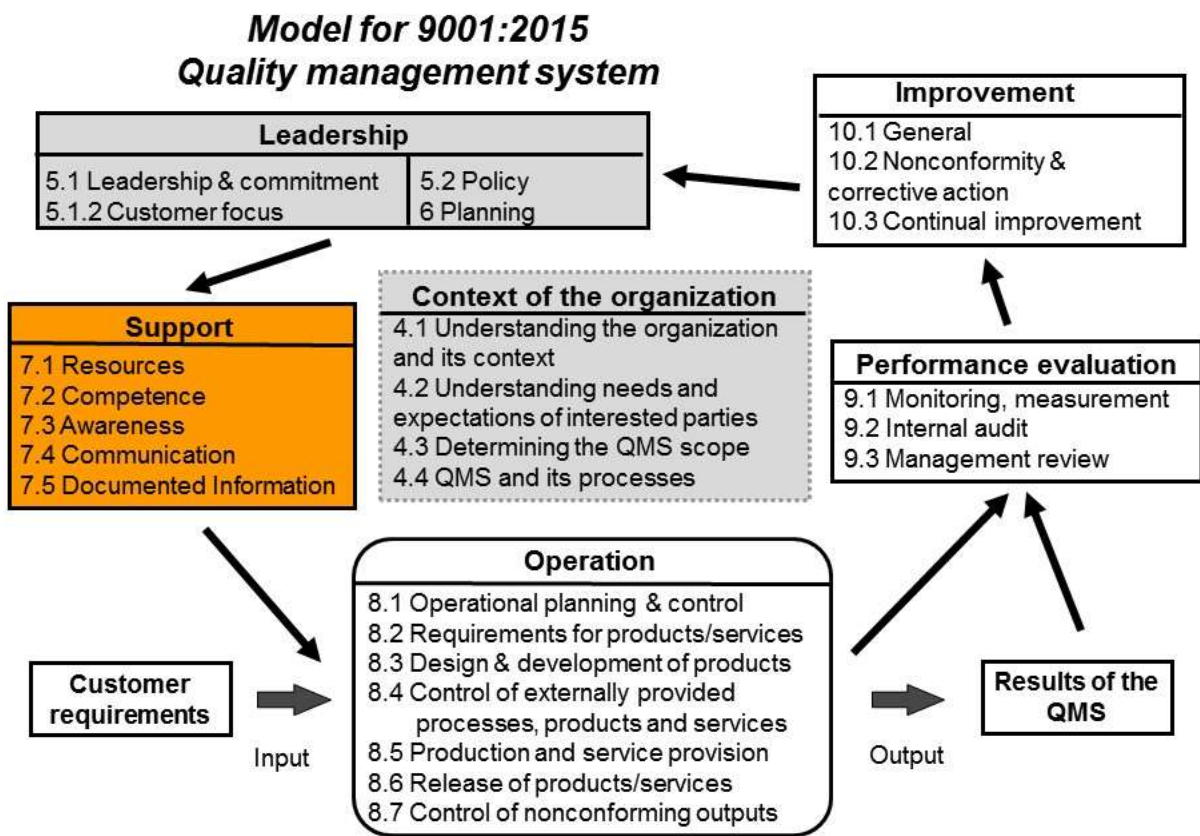 Model for 9001:2015
Quality management system
Leadership
5.1 Leadership & commitment
5.1.2 Customer focus
5.2 Policy
6 Planning
Improvement
10.1 General
10.2 Nonconformity &
corrective action
10.3 Continual improvement
Support
7.1 Resources
7.2 Competence
7.3 Awareness
7.4 Communication
7.5 Documented Information
Context of the organization
4.1 Understanding the organization
and its context
4.2 Understanding needs and
expectations of interested parties
4.3 Determining the QMS scope
4.4 QMS and its processes
Performance evaluation
9.1 Monitoring, measurement
9.2 Internal audit
9.3 Management review
Customer
requirements
Input
Operation
8.1 Operational planning & control
8.2 Requirements for products/services
8.3 Design & development of products
8.4 Control of externally provided
processes, products and services
8.5 Production and service provision
8.6 Release of products/services
8.7 Control of nonconforming outputs
Output
Results of the
QMS